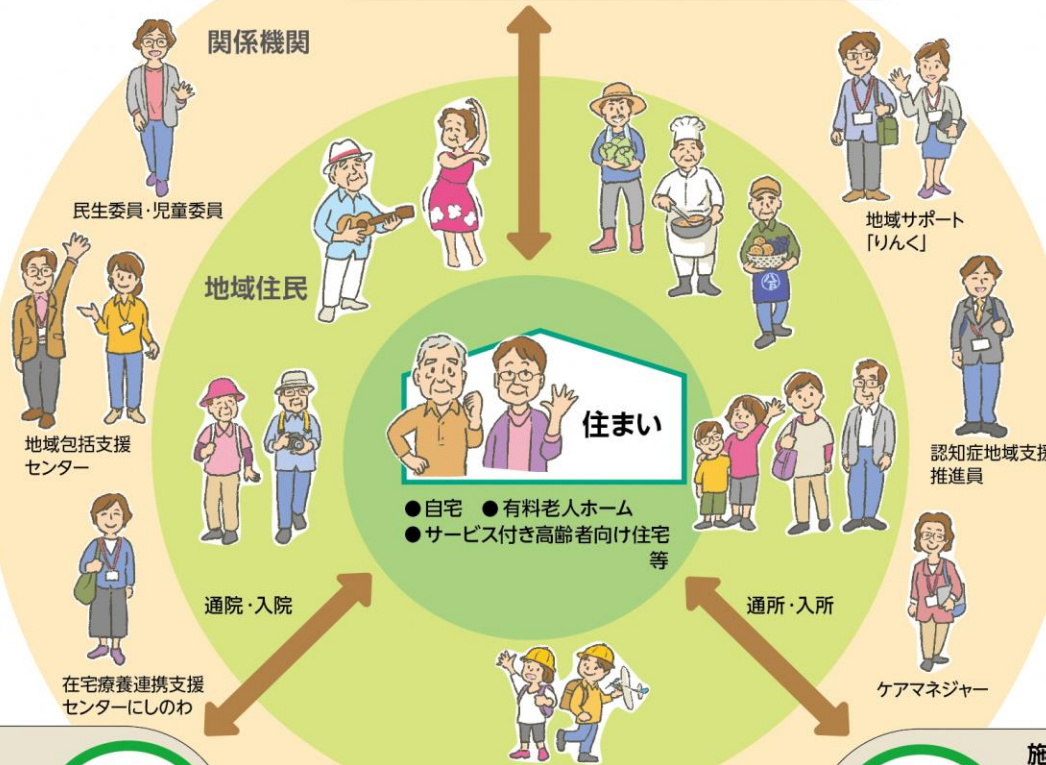 関係機関
民生委員・児童委員
地域サポート
「りんく」
地域住民
地域包括支援
センター
住まい
認知症地域支援
推進員
●自宅 ●有料老人ホーム
●サービス付き高齢者向け住宅
等
通院・入院
通所・入所
在宅療養連携支援
センターにしのわ
ケアマネジャー
施